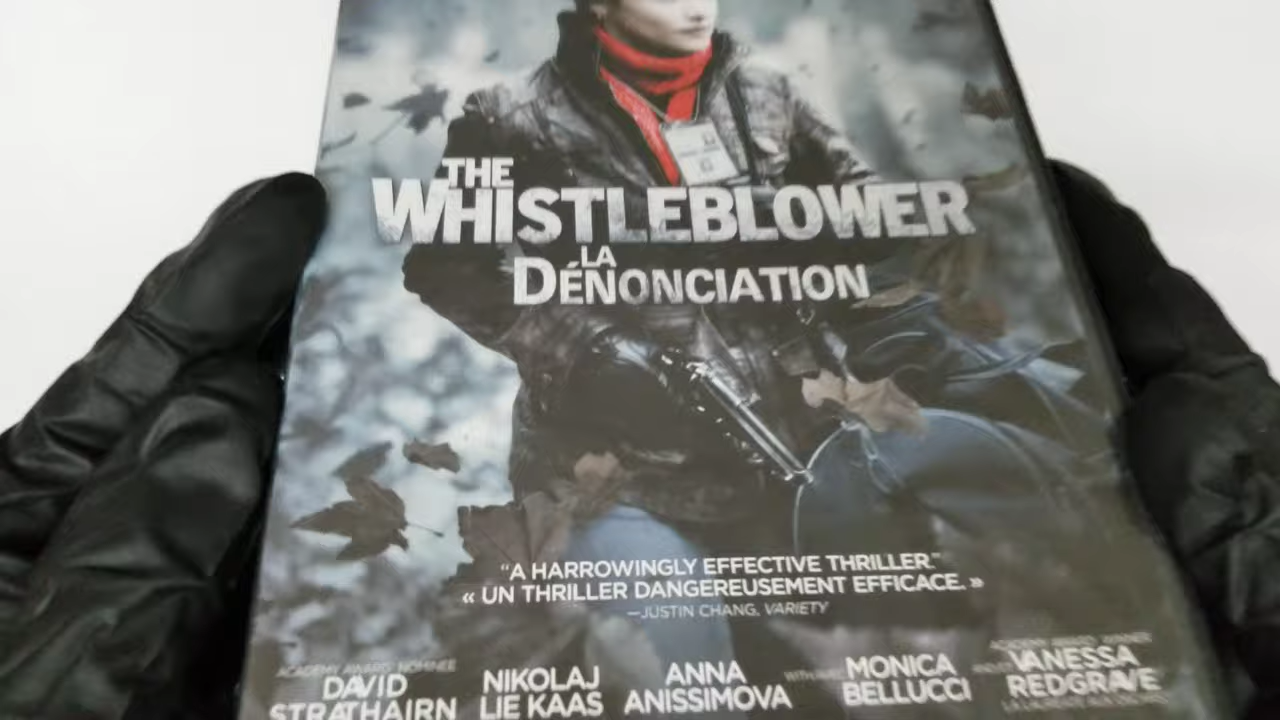 THE
WHISTLEBLOWER
LA
DÉNONCIATION
“A HARROWINGLY EFFECTIVE THRILLER.”
« UN THRILLER DANGEREUSEMENT EFFICACE. »
—JUSTIN CHANG, VARIETY
ACADEMY AWARD NOMINEE
DAVID STRATHAIRN
NIKOLAJ LIE KAAS
ANNA ANISSIMOVA
MONICA BELLUCCI
ACADEMY AWARD WINNER
VANESSA REDGRAVE